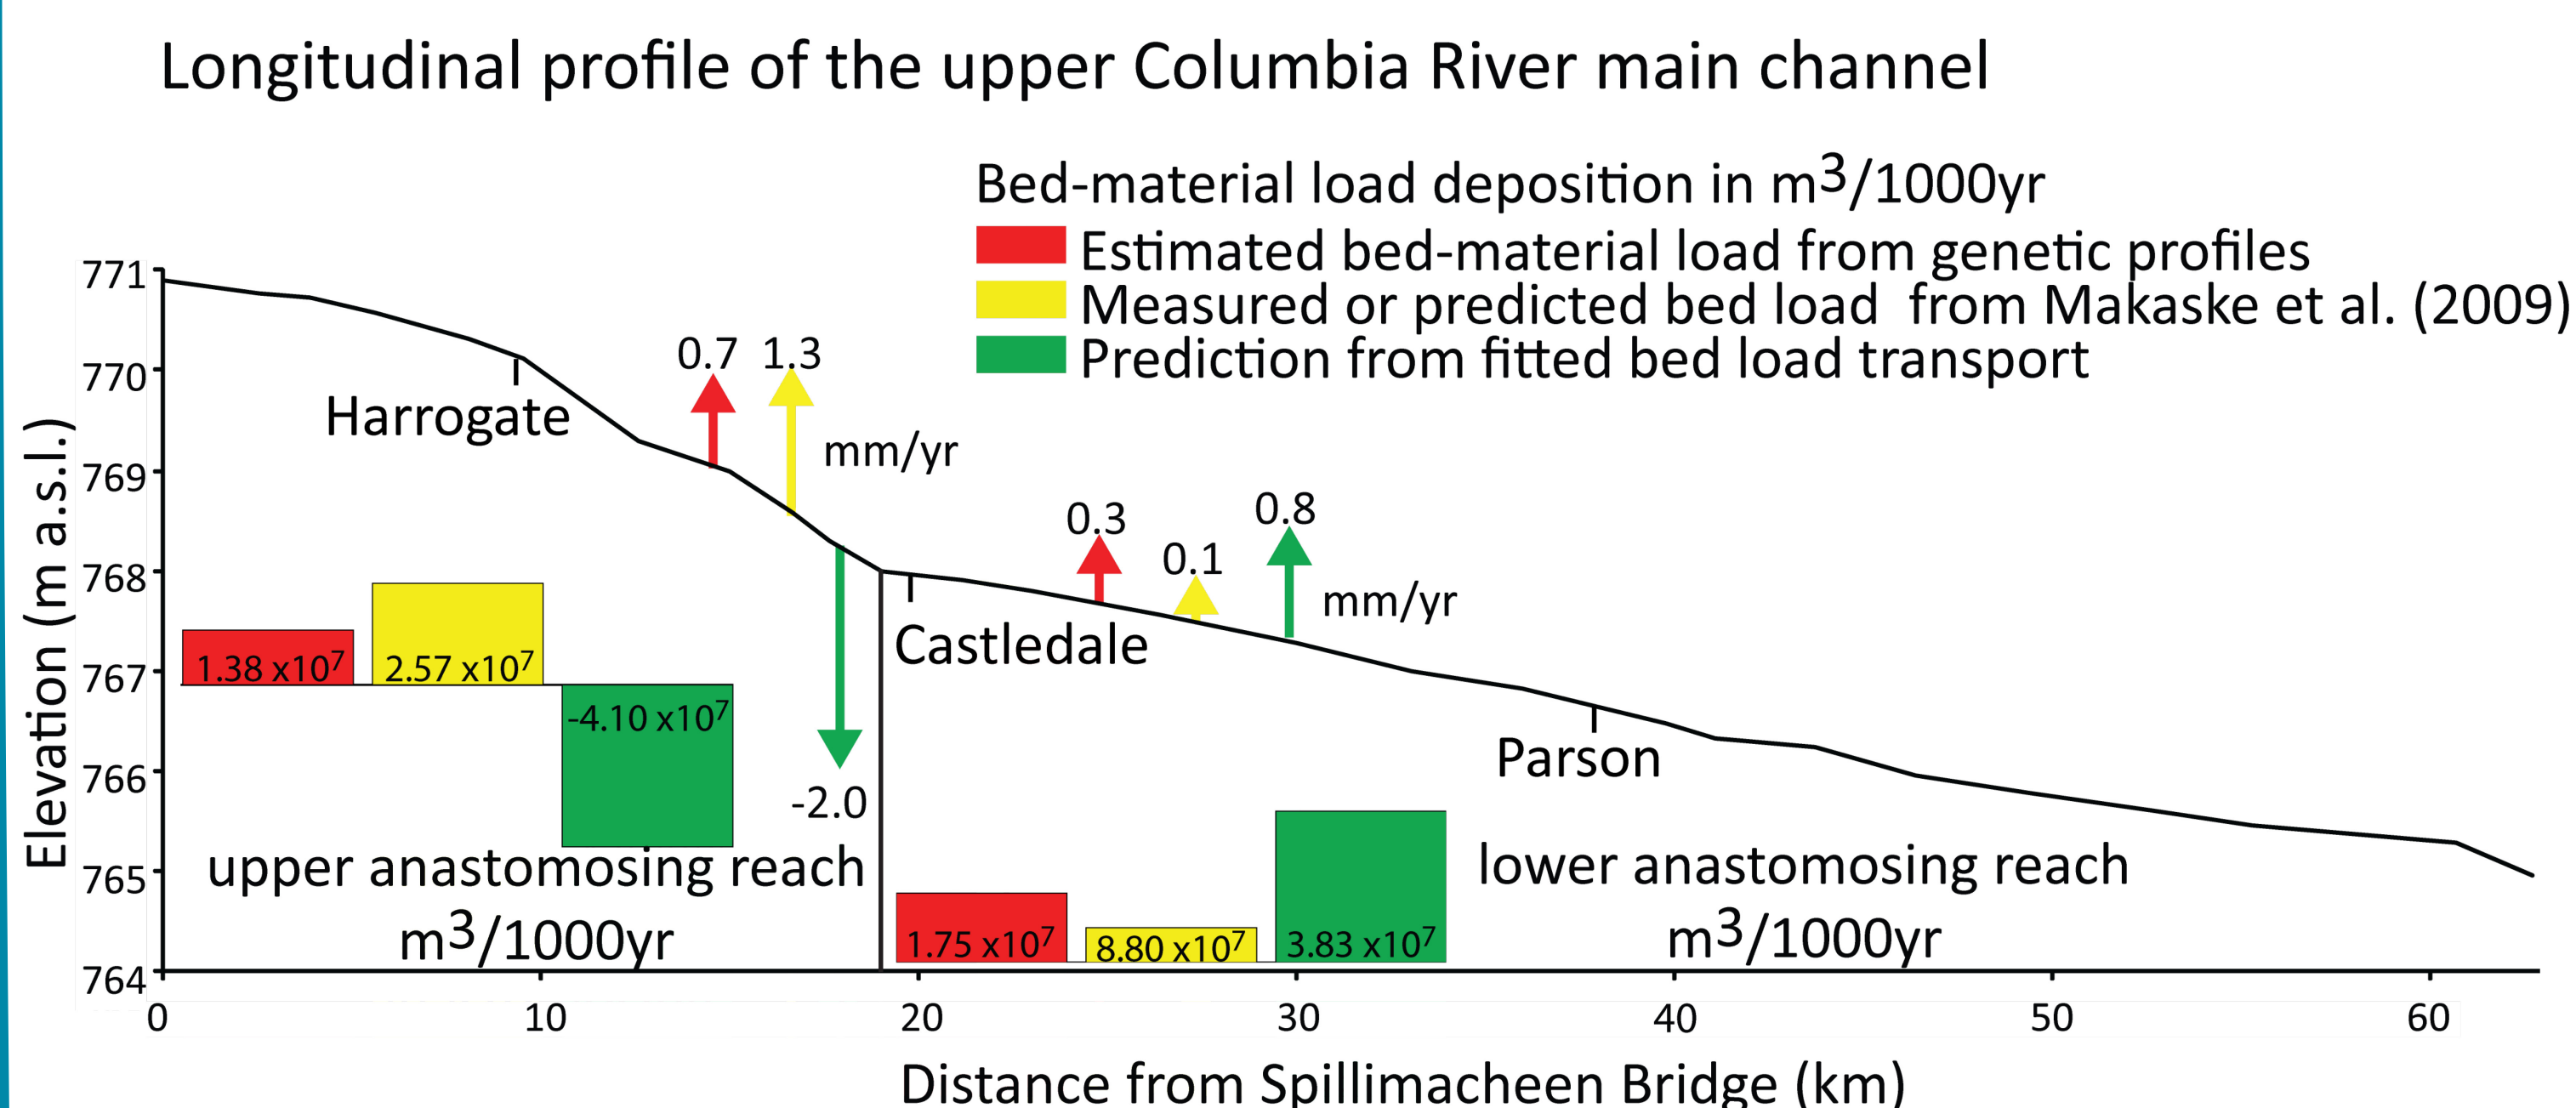 Longitudinal profile of the upper Columbia River main channel
Bed-material load deposition in m³/1000yr
Estimated bed-material load from genetic profiles
Measured or predicted bed load  from Makaske et al. (2009)
Prediction from fitted bed load transport
Elevation (m a.s.l.)
771
770
769
768
767
766
765
764
Harrogate
0.7 1.3
mm/yr
-2.0
0.3
0.1
0.8
mm/yr
Castledale
Parson
1.38 x10⁷
2.57 x10⁷
-4.10 x10⁷
upper anastomosing reach
m³/1000yr
1.75 x10⁷
8.80 x10⁷
3.83 x10⁷
lower anastomosing reach
m³/1000yr
0 10 20 30 40 50 60
Distance from Spillimacheen Bridge (km)